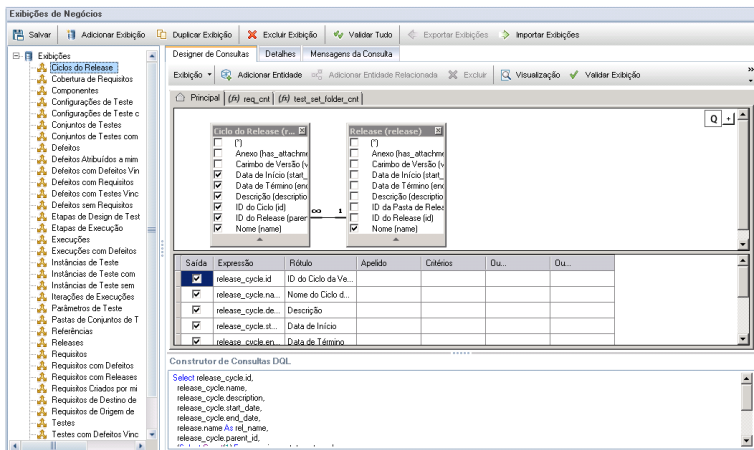 Exibições de Negócios
Salvar
Adicionar Exibição
Duplicar Exibição
Excluir Exibição
Validar Tudo
Exportar Exibições
Importar Exibições
Exibições
Ciclos do Release
Cobertura de Requisitos
Componentes
Configurações de Teste
Configurações de Teste c
Conjuntos de Testes
Conjuntos de Testes com
Defeitos
Defeitos Atribuídos a mim
Defeitos com Defeitos Vin
Defeitos com Requisitos
Defeitos com Testes Vinc
Defeitos sem Requisitos
Etapas de Design de Test
Etapas de Execução
Execuções
Execuções com Defeitos
Instâncias de Teste
Instâncias de Teste com
Instâncias de Teste sem
Iterações de Execuções
Parâmetros de Teste
Pastas de Conjuntos de T
Referências
Releases
Requisitos
Requisitos com Defeitos
Requisitos com Releases
Requisitos Criados por mi
Requisitos de Destino de
Requisitos de Origem de
Testes
Testes com Defeitos Vinc
Designer de Consultas
Detalhes
Mensagens da Consulta
Exibição
Adicionar Entidade
Adicionar Entidade Relacionada
Excluir
Visualização
Validar Exibição
»
Principal
(fx) req_cnt
(fx) test_set_folder_cnt
Q +
Ciclo do Release (r...
(*)
Anexo (has_attachme
Carimbo de Versão (v
Data de Início (start_
Data de Término (end
Descrição (descriptio
ID do Ciclo (id)
ID do Release (paren
Nome (name)
∞ 1
Release (release)
(*)
Anexo (has_attachme
Carimbo de Versão (v
Data de Início (start_
Data de Término (end
Descrição (descriptio
ID da Pasta de Relea
ID do Release (id)
Nome (name)
Saída Expressão Rótulo Apelido Critérios Ou... Ou...
release_cycle.id ID do Ciclo da Ve...
release_cycle.na... Nome do Ciclo d...
release_cycle.de... Descrição
release_cycle.st... Data de Início
release_cycle.en... Data de Término
Construtor de Consultas DQL
Select release_cycle.id,
release_cycle.name,
release_cycle.description,
release_cycle.start_date,
release_cycle.end_date,
release.name As rel_name,
release_cycle.parent_id,